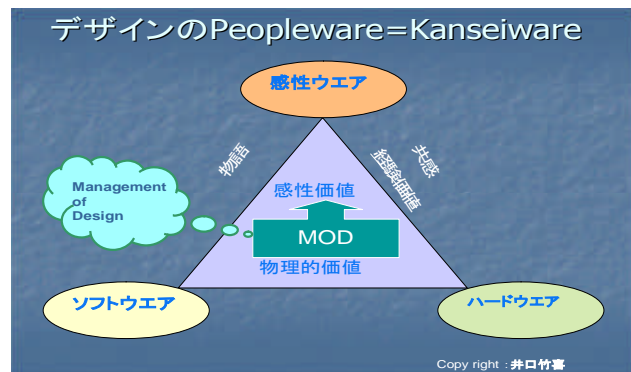 デザインのPeopleware=Kanseiware
感性ウエア
物語
共感
経験価値
感性価値
Management
of
Design
MOD
物理的価値
ソフトウエア
ハードウエア
Copy right :井口竹喜